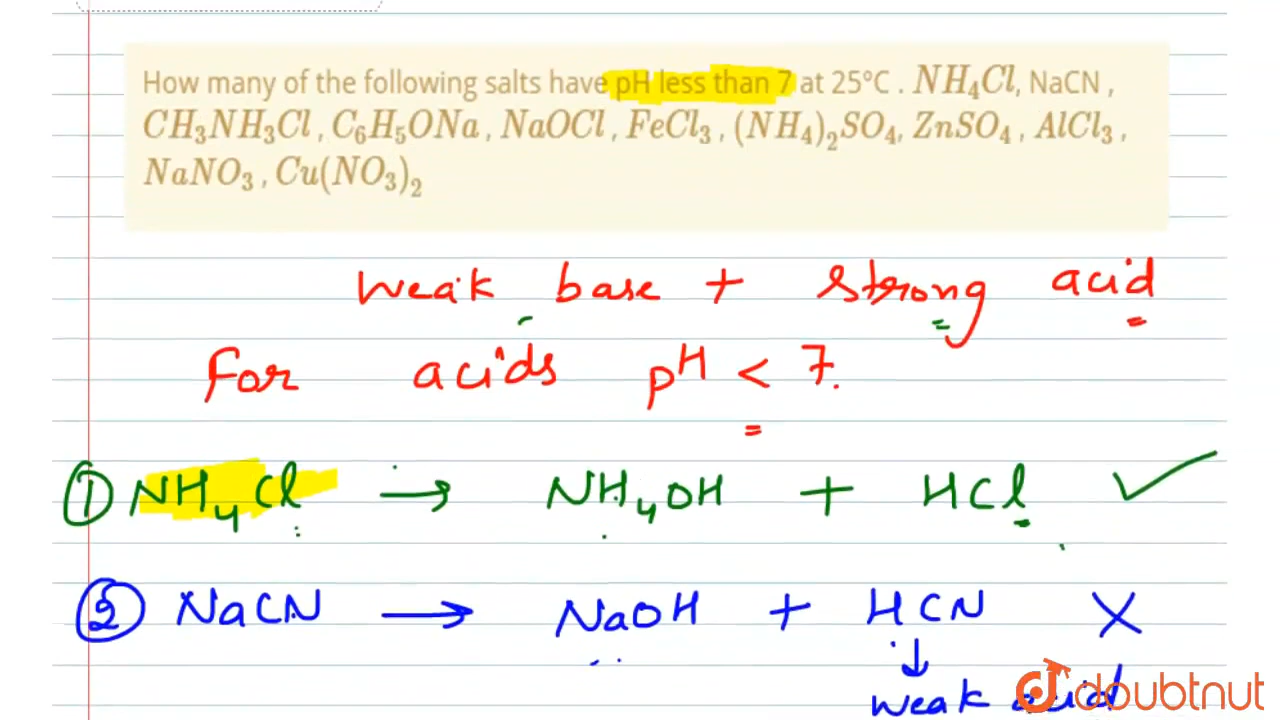 How many of the following salts have pH less than 7 at 25°C . NH₄Cl, NaCN ,
CH₃NH₃Cl , C₆H₅ONa , NaOCl , FeCl₃ , (NH₄)₂SO₄, ZnSO₄ , AlCl₃ ,
NaNO₃ , Cu(NO₃)₂
Weak base + strong acid
For acids pH < 7.
① NH₄Cl → NH₄OH + HCl ✓
② NaCN → NaOH + HCN X
↓
weak acid
doubtnut